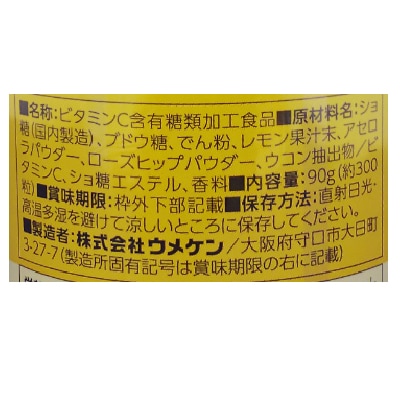 ■名称:ビタミンC含有糖類加工食品■原材料名:ショ
糖(国内製造)、ブドウ糖、でん粉、レモン果汁末、アセロ
ラパウダー、ローズヒップパウダー、ウコン抽出物/ビ
タミンC、ショ糖エステル、香料■内容量:90g(約300
粒)■賞味期限:枠外下部記載■保存方法:直射日光・
高温多湿を避けて涼しいところに保存してください。
■製造者:株式会社ウメケン/大阪府守口市大日町
3-27-7(製造所固有記号は賞味期限の右に記載)